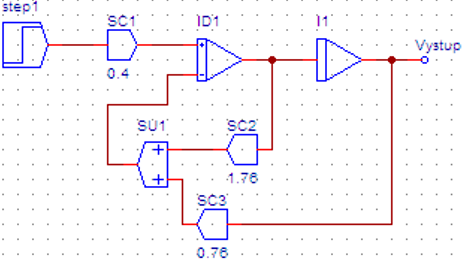 step1
SC1
ID1
I1
Vystup
0.4
SU1
SC2
1.76
SC3
0.76